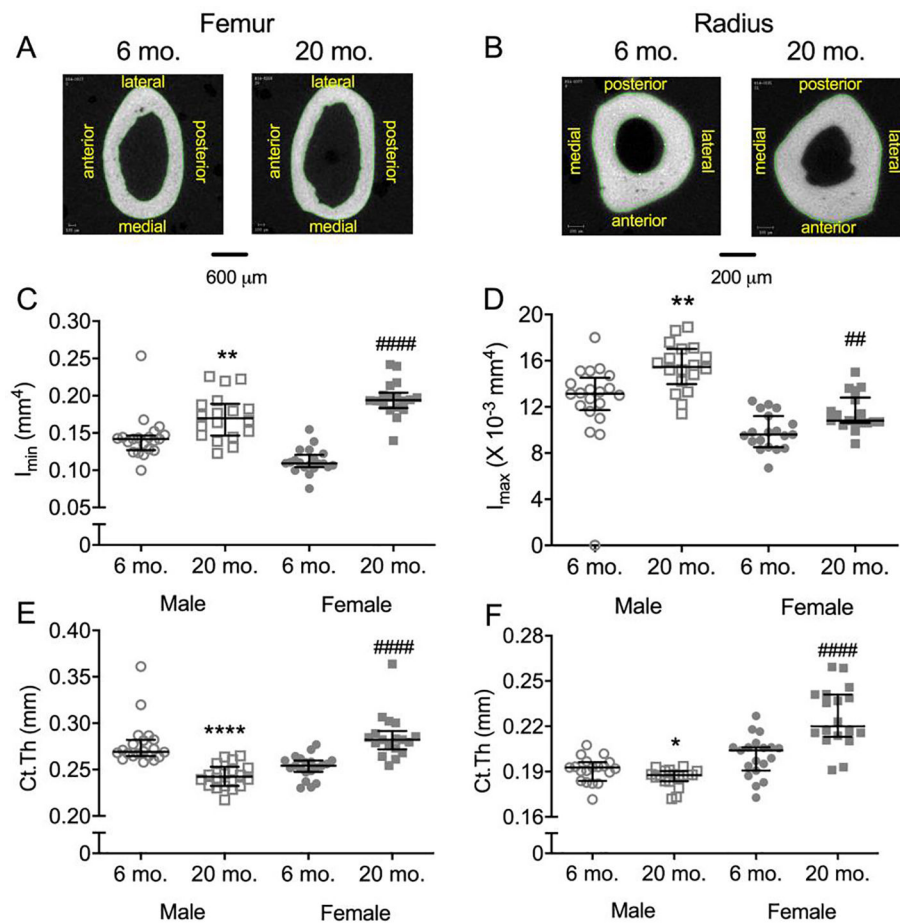 Femur
Radius
A
6 mo.
20 mo.
B
6 mo.
20 mo.
lateral
anterior
posterior
medial
lateral
anterior
posterior
medial
posterior
medial
lateral
anterior
posterior
medial
lateral
anterior
600 μm
200 μm
C
Imin (mm4)
0.30
0.25
0.20
0.15
0.10
0.05
0
**
####
6 mo.
20 mo.
6 mo.
20 mo.
Male
Female
D
Imax (X 10-3 mm4)
20
16
12
8
4
0
**
##
6 mo.
20 mo.
6 mo.
20 mo.
Male
Female
E
Ct.Th (mm)
0.40
0.35
0.30
0.25
0.20
0
****
####
6 mo.
20 mo.
6 mo.
20 mo.
Male
Female
F
Ct.Th (mm)
0.28
0.25
0.22
0.19
0.16
0
*
####
6 mo.
20 mo.
6 mo.
20 mo.
Male
Female